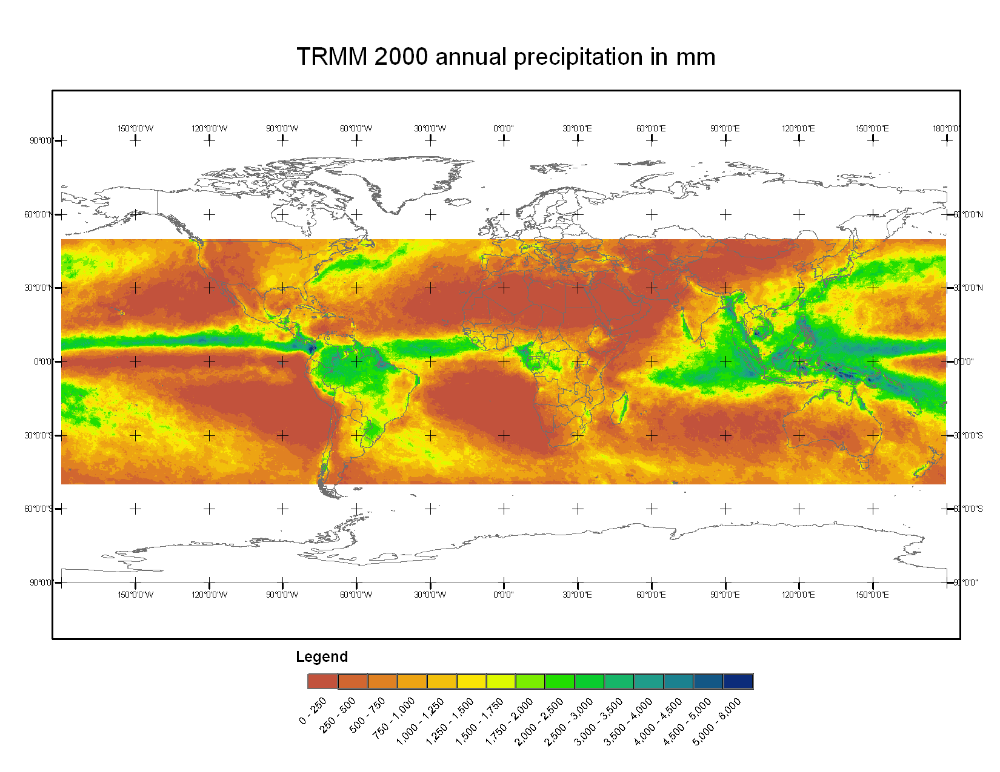 TRMM 2000 annual precipitation in mm
150°0'0"W 120°0'0"W 90°0'0"W 60°0'0"W 30°0'0"W 0°0'0" 30°0'0"E 60°0'0"E 90°0'0"E 120°0'0"E 150°0'0"E 180°0'0"
90°0'0"
60°0'0"N 60°0'0"N
30°0'0"N 30°0'0"N
0°0'0" 0°0'0"
30°0'0"S 30°0'0"S
60°0'0"S 60°0'0"S
90°0'0" 90°0'0"
150°0'0"W 120°0'0"W 90°0'0"W 60°0'0"W 30°0'0"W 0°0'0" 30°0'0"E 60°0'0"E 90°0'0"E 120°0'0"E 150°0'0"E
Legend
0 - 250
250 - 500
500 - 750
750 - 1,000
1,000 - 1,250
1,250 - 1,500
1,500 - 1,750
1,750 - 2,000
2,000 - 2,500
2,500 - 3,000
3,000 - 3,500
3,500 - 4,000
4,000 - 4,500
4,500 - 5,000
5,000 - 8,000